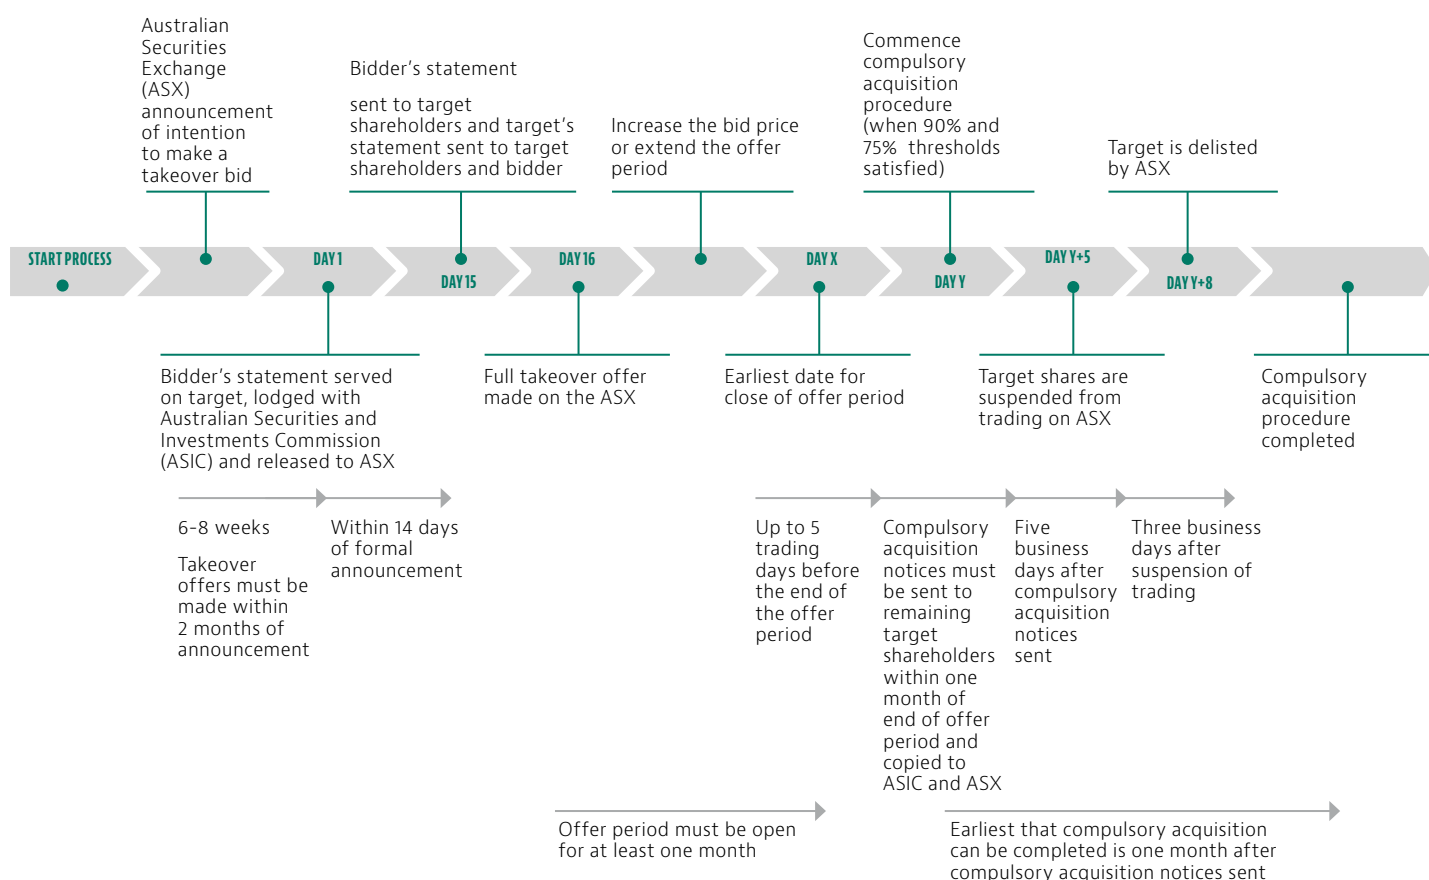 Australian
Securities
Exchange
(ASX)
announcement
of intention
to make a
takeover bid
Bidder's statement
sent to target
shareholders and target's
statement sent to target
shareholders and bidder
Increase the bid price
or extend the offer
period
Commence
compulsory
acquisition
procedure
(when 90% and
75% thresholds
satisfied)
Target is delisted
by ASX
START PROCESS
DAY 1
DAY 15
DAY 16
DAY X
DAY Y
DAY Y+5
DAY Y+8
Bidder's statement served
on target, lodged with
Australian Securities and
Investments Commission
(ASIC) and released to ASX
Full takeover offer
made on the ASX
Earliest date for
close of offer period
Target shares are
suspended from
trading on ASX
Compulsory
acquisition
procedure
completed
6-8 weeks
Takeover
offers must be
made within
2 months of
announcement
Within 14 days
of formal
announcement
Up to 5
trading
days before
the end of
the offer
period
Compulsory
acquisition
notices must
be sent to
remaining
target
shareholders
within one
month of
end of offer
period and
copied to
ASIC and ASX
Five
business
days after
compulsory
acquisition
notices
sent
Three business
days after
suspension of
trading
Offer period must be open
for at least one month
Earliest that compulsory acquisition
can be completed is one month after
compulsory acquisition notices sent